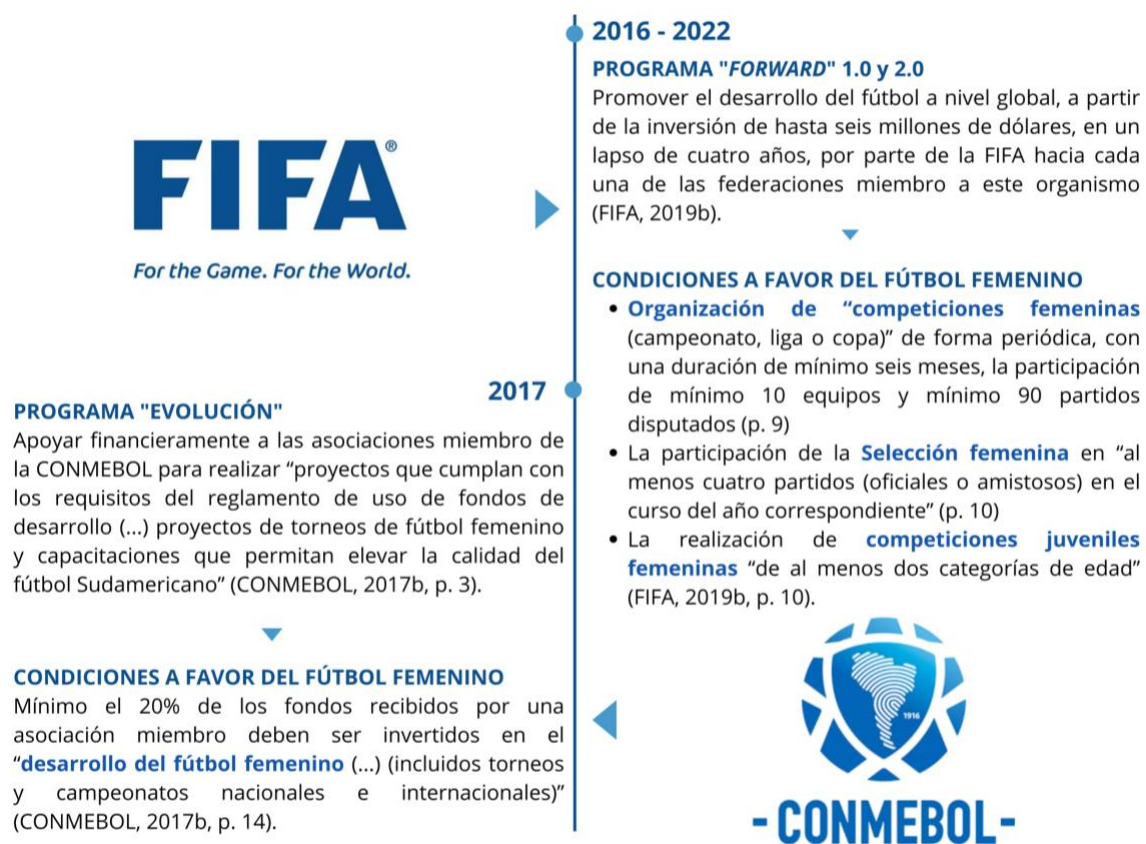 FIFA®
For the Game. For the World.
2016 - 2022
PROGRAMA "FORWARD" 1.0 y 2.0
Promover el desarrollo del fútbol a nivel global, a partir
de la inversión de hasta seis millones de dólares, en un
lapso de cuatro años, por parte de la FIFA hacia cada
una de las federaciones miembro a este organismo
(FIFA, 2019b).
CONDICIONES A FAVOR DEL FÚTBOL FEMENINO
• Organización de “competiciones femeninas
(campeonato, liga o copa)” de forma periódica, con
una duración de mínimo seis meses, la participación
de mínimo 10 equipos y mínimo 90 partidos
disputados (p. 9)
• La participación de la Selección femenina en “al
menos cuatro partidos (oficiales o amistosos) en el
curso del año correspondiente” (p. 10)
• La realización de competiciones juveniles
femeninas “de al menos dos categorías de edad”
(FIFA, 2019b, p. 10).
2017
PROGRAMA "EVOLUCIÓN"
Apoyar financieramente a las asociaciones miembro de
la CONMEBOL para realizar “proyectos que cumplan con
los requisitos del reglamento de uso de fondos de
desarrollo (...) proyectos de torneos de fútbol femenino
y capacitaciones que permitan elevar la calidad del
fútbol Sudamericano” (CONMEBOL, 2017b, p. 3).
CONDICIONES A FAVOR DEL FÚTBOL FEMENINO
Mínimo el 20% de los fondos recibidos por una
asociación miembro deben ser invertidos en el
“desarrollo del fútbol femenino (...) (incluidos torneos
y campeonatos nacionales e internacionales)”
(CONMEBOL, 2017b, p. 14).
1916
-CONMEBOL-